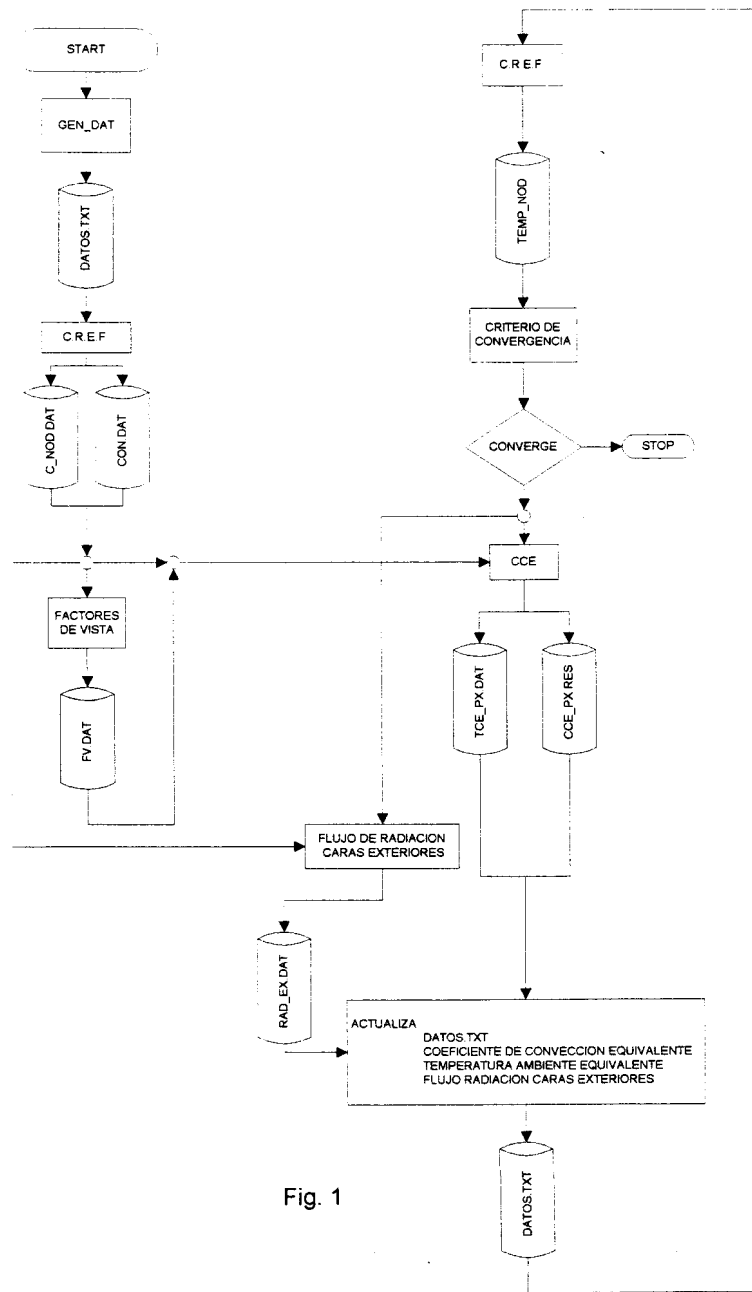 START
GEN_DAT
DATOS.TXT
C.R.E.F
C_NOD.DAT
CON.DAT
FACTORES
DE VISTA
FV.DAT
C.R.E.F
TEMP_NOD
CRITERIO DE
CONVERGENCIA
CONVERGE
STOP
CCE
TCE_PX.DAT
CCE_PX.RES
FLUJO DE RADIACION
CARAS EXTERIORES
RAD_EX.DAT
ACTUALIZA
DATOS.TXT
COEFICIENTE DE CONVECCION EQUIVALENTE
TEMPERATURA AMBIENTE EQUIVALENTE
FLUJO RADIACION CARAS EXTERIORES
DATOS.TXT
Fig. 1